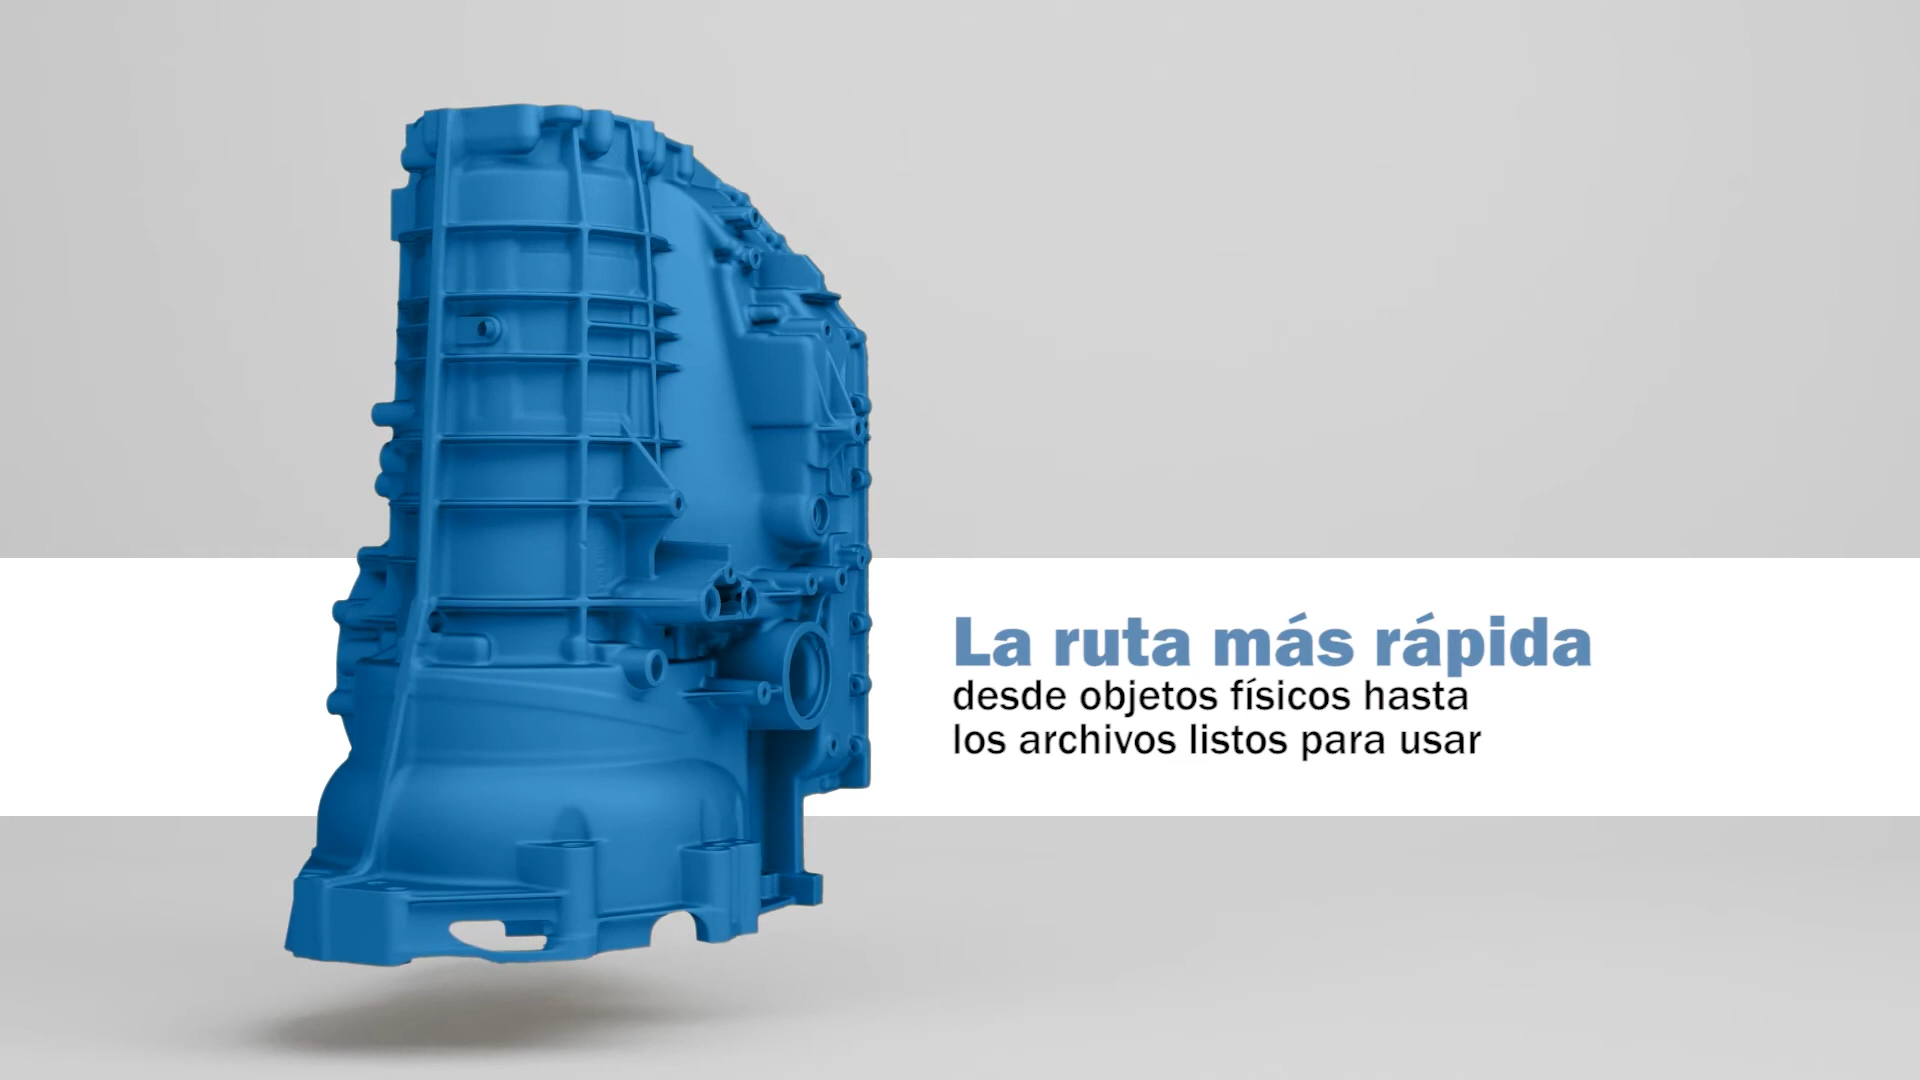 La ruta más rápida
desde objetos físicos hasta
los archivos listos para usar